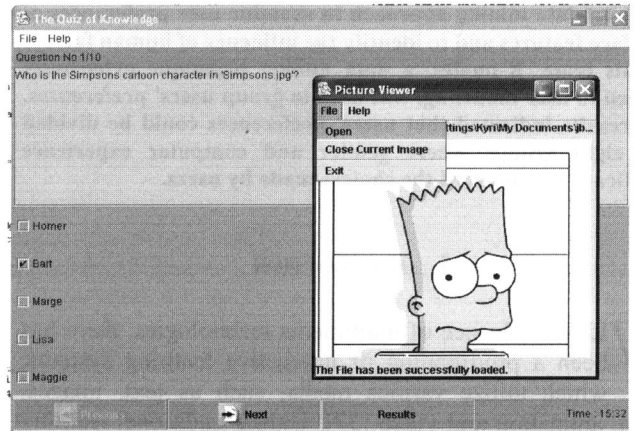 The Quiz of Knowledge
File Help
Question No 1/10
Who is the Simpsons cartoon character in 'Simpsons.jpg'?
Homer
Bart
Marge
Lisa
Maggie
Previous
Next
Results
Time : 15:32
Picture Viewer
File Help
ttings\Kyri\My Documents\jb...
Open
Close Current Image
Exit
The File has been successfully loaded.